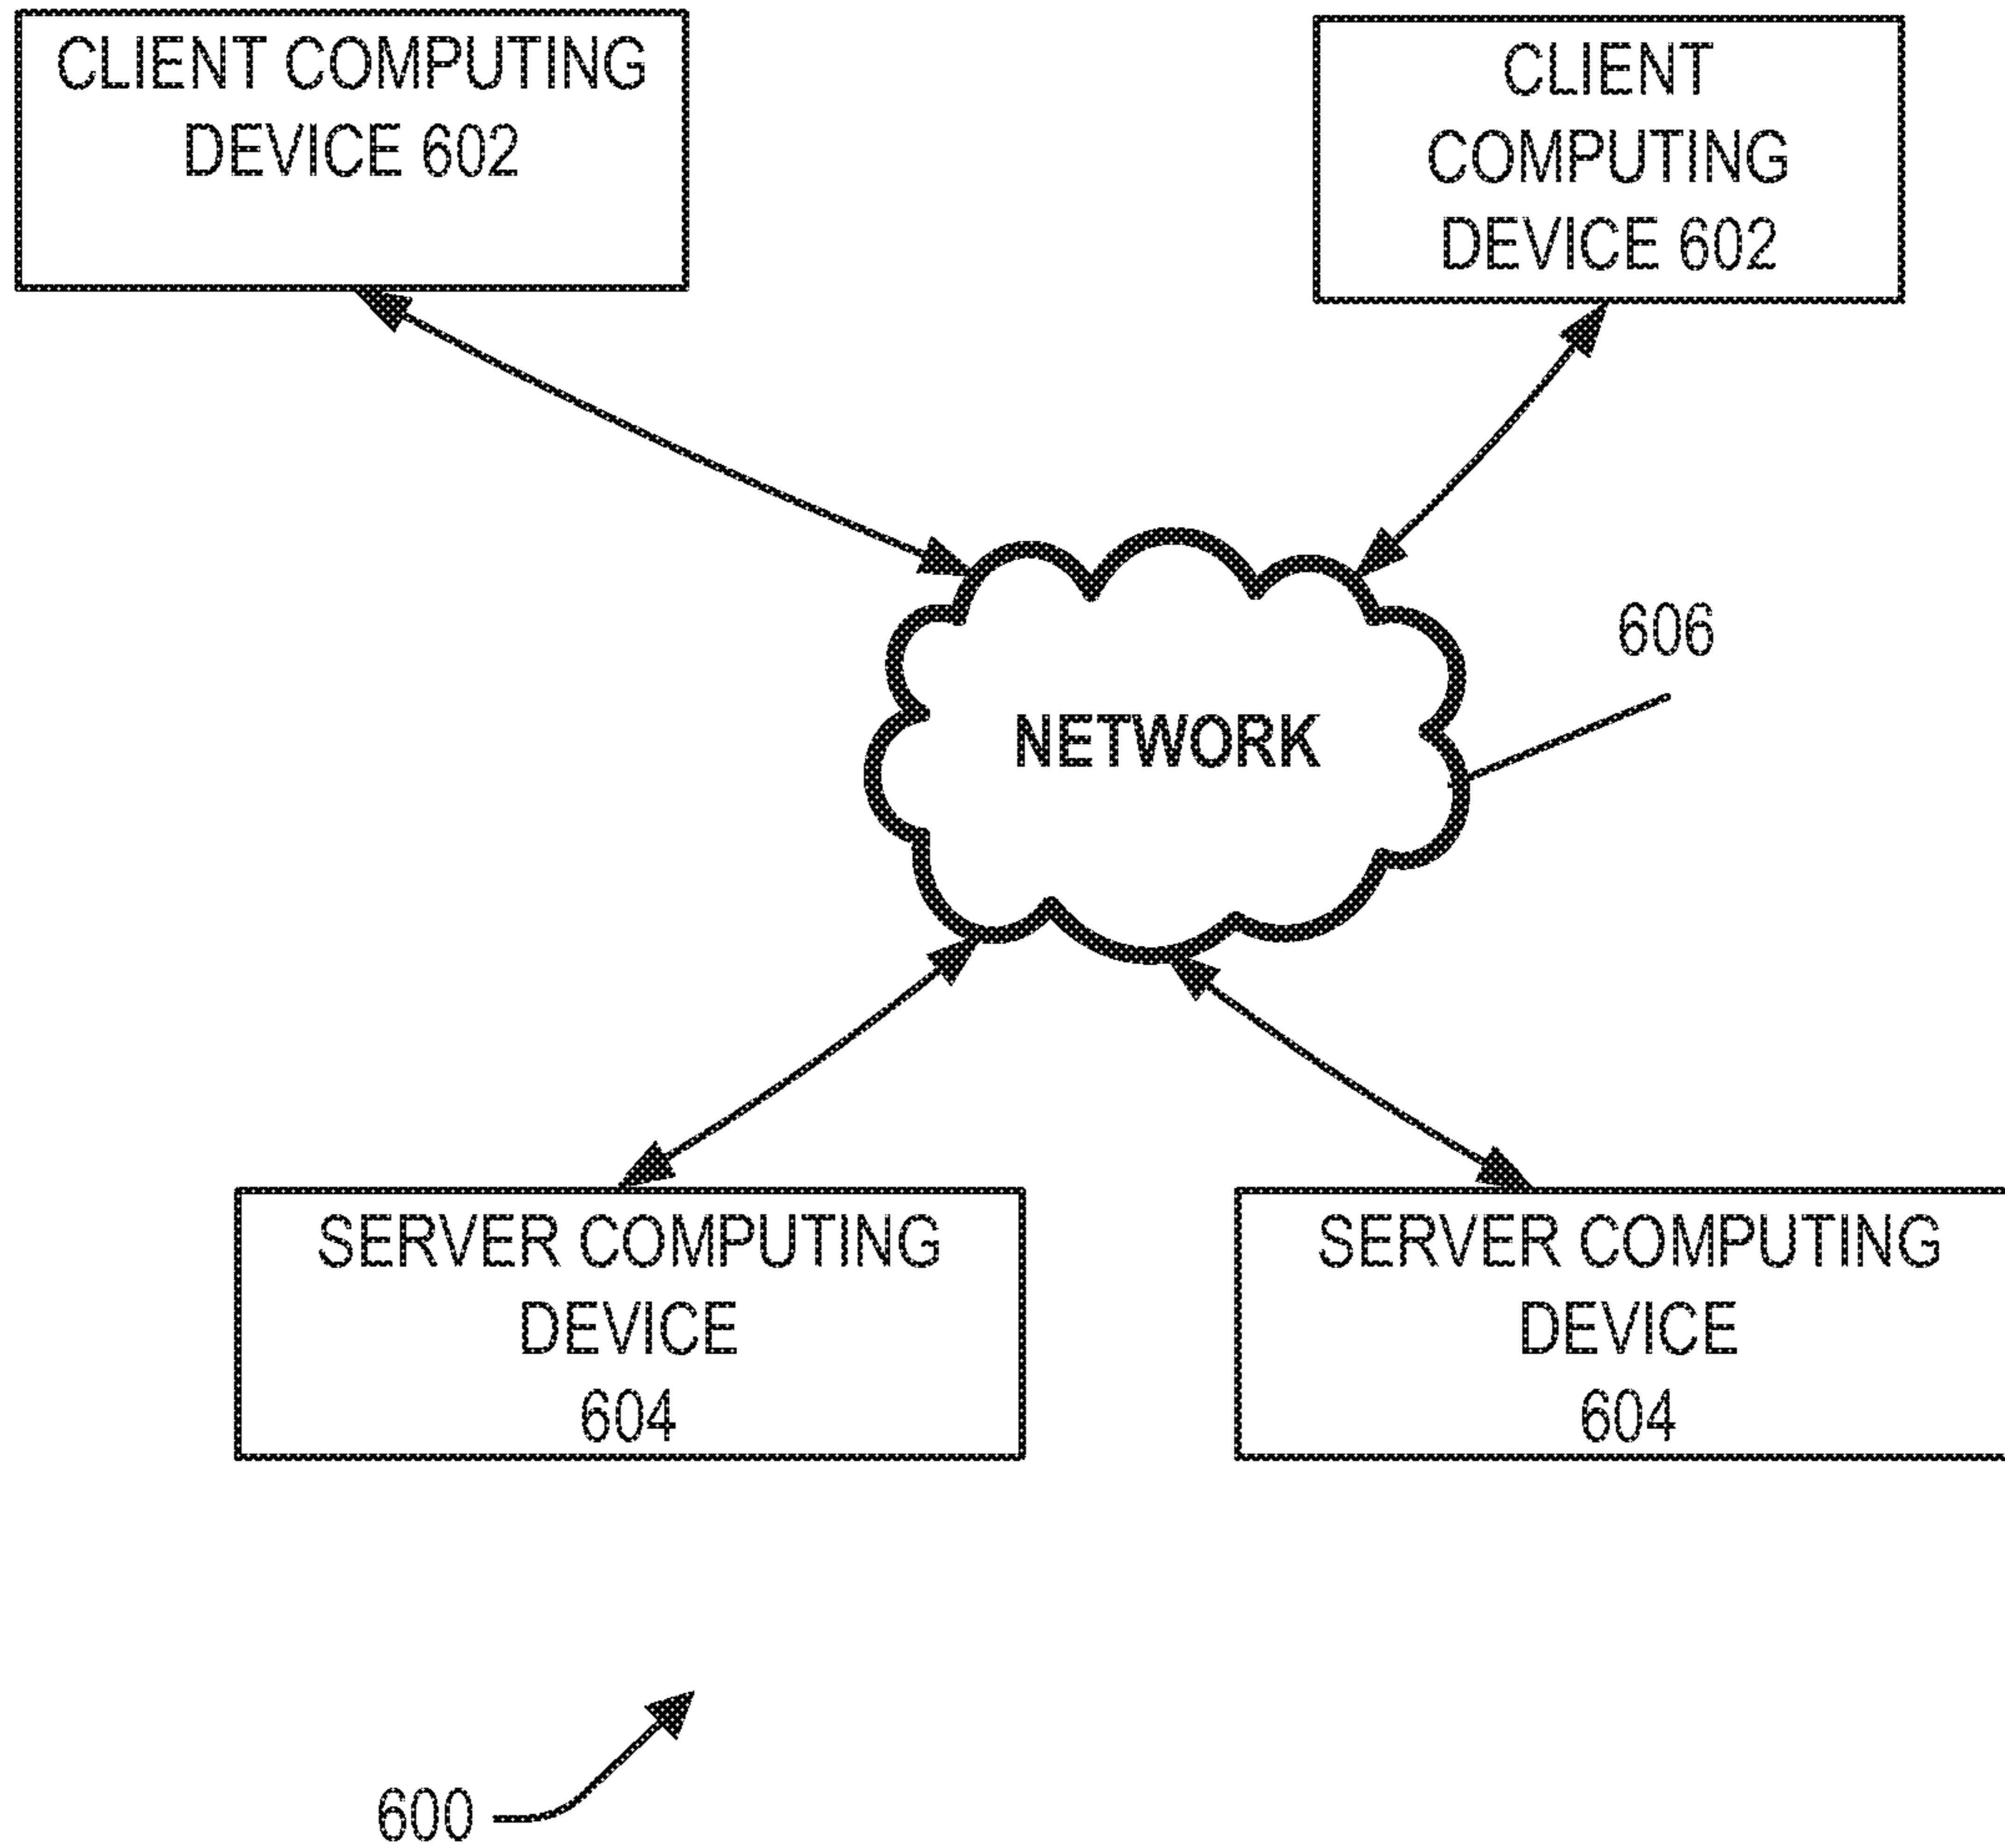 CLIENT COMPUTING
DEVICE 602
CLIENT
COMPUTING
DEVICE 602
606
NETWORK
SERVER COMPUTING
DEVICE
604
SERVER COMPUTING
DEVICE
604
600